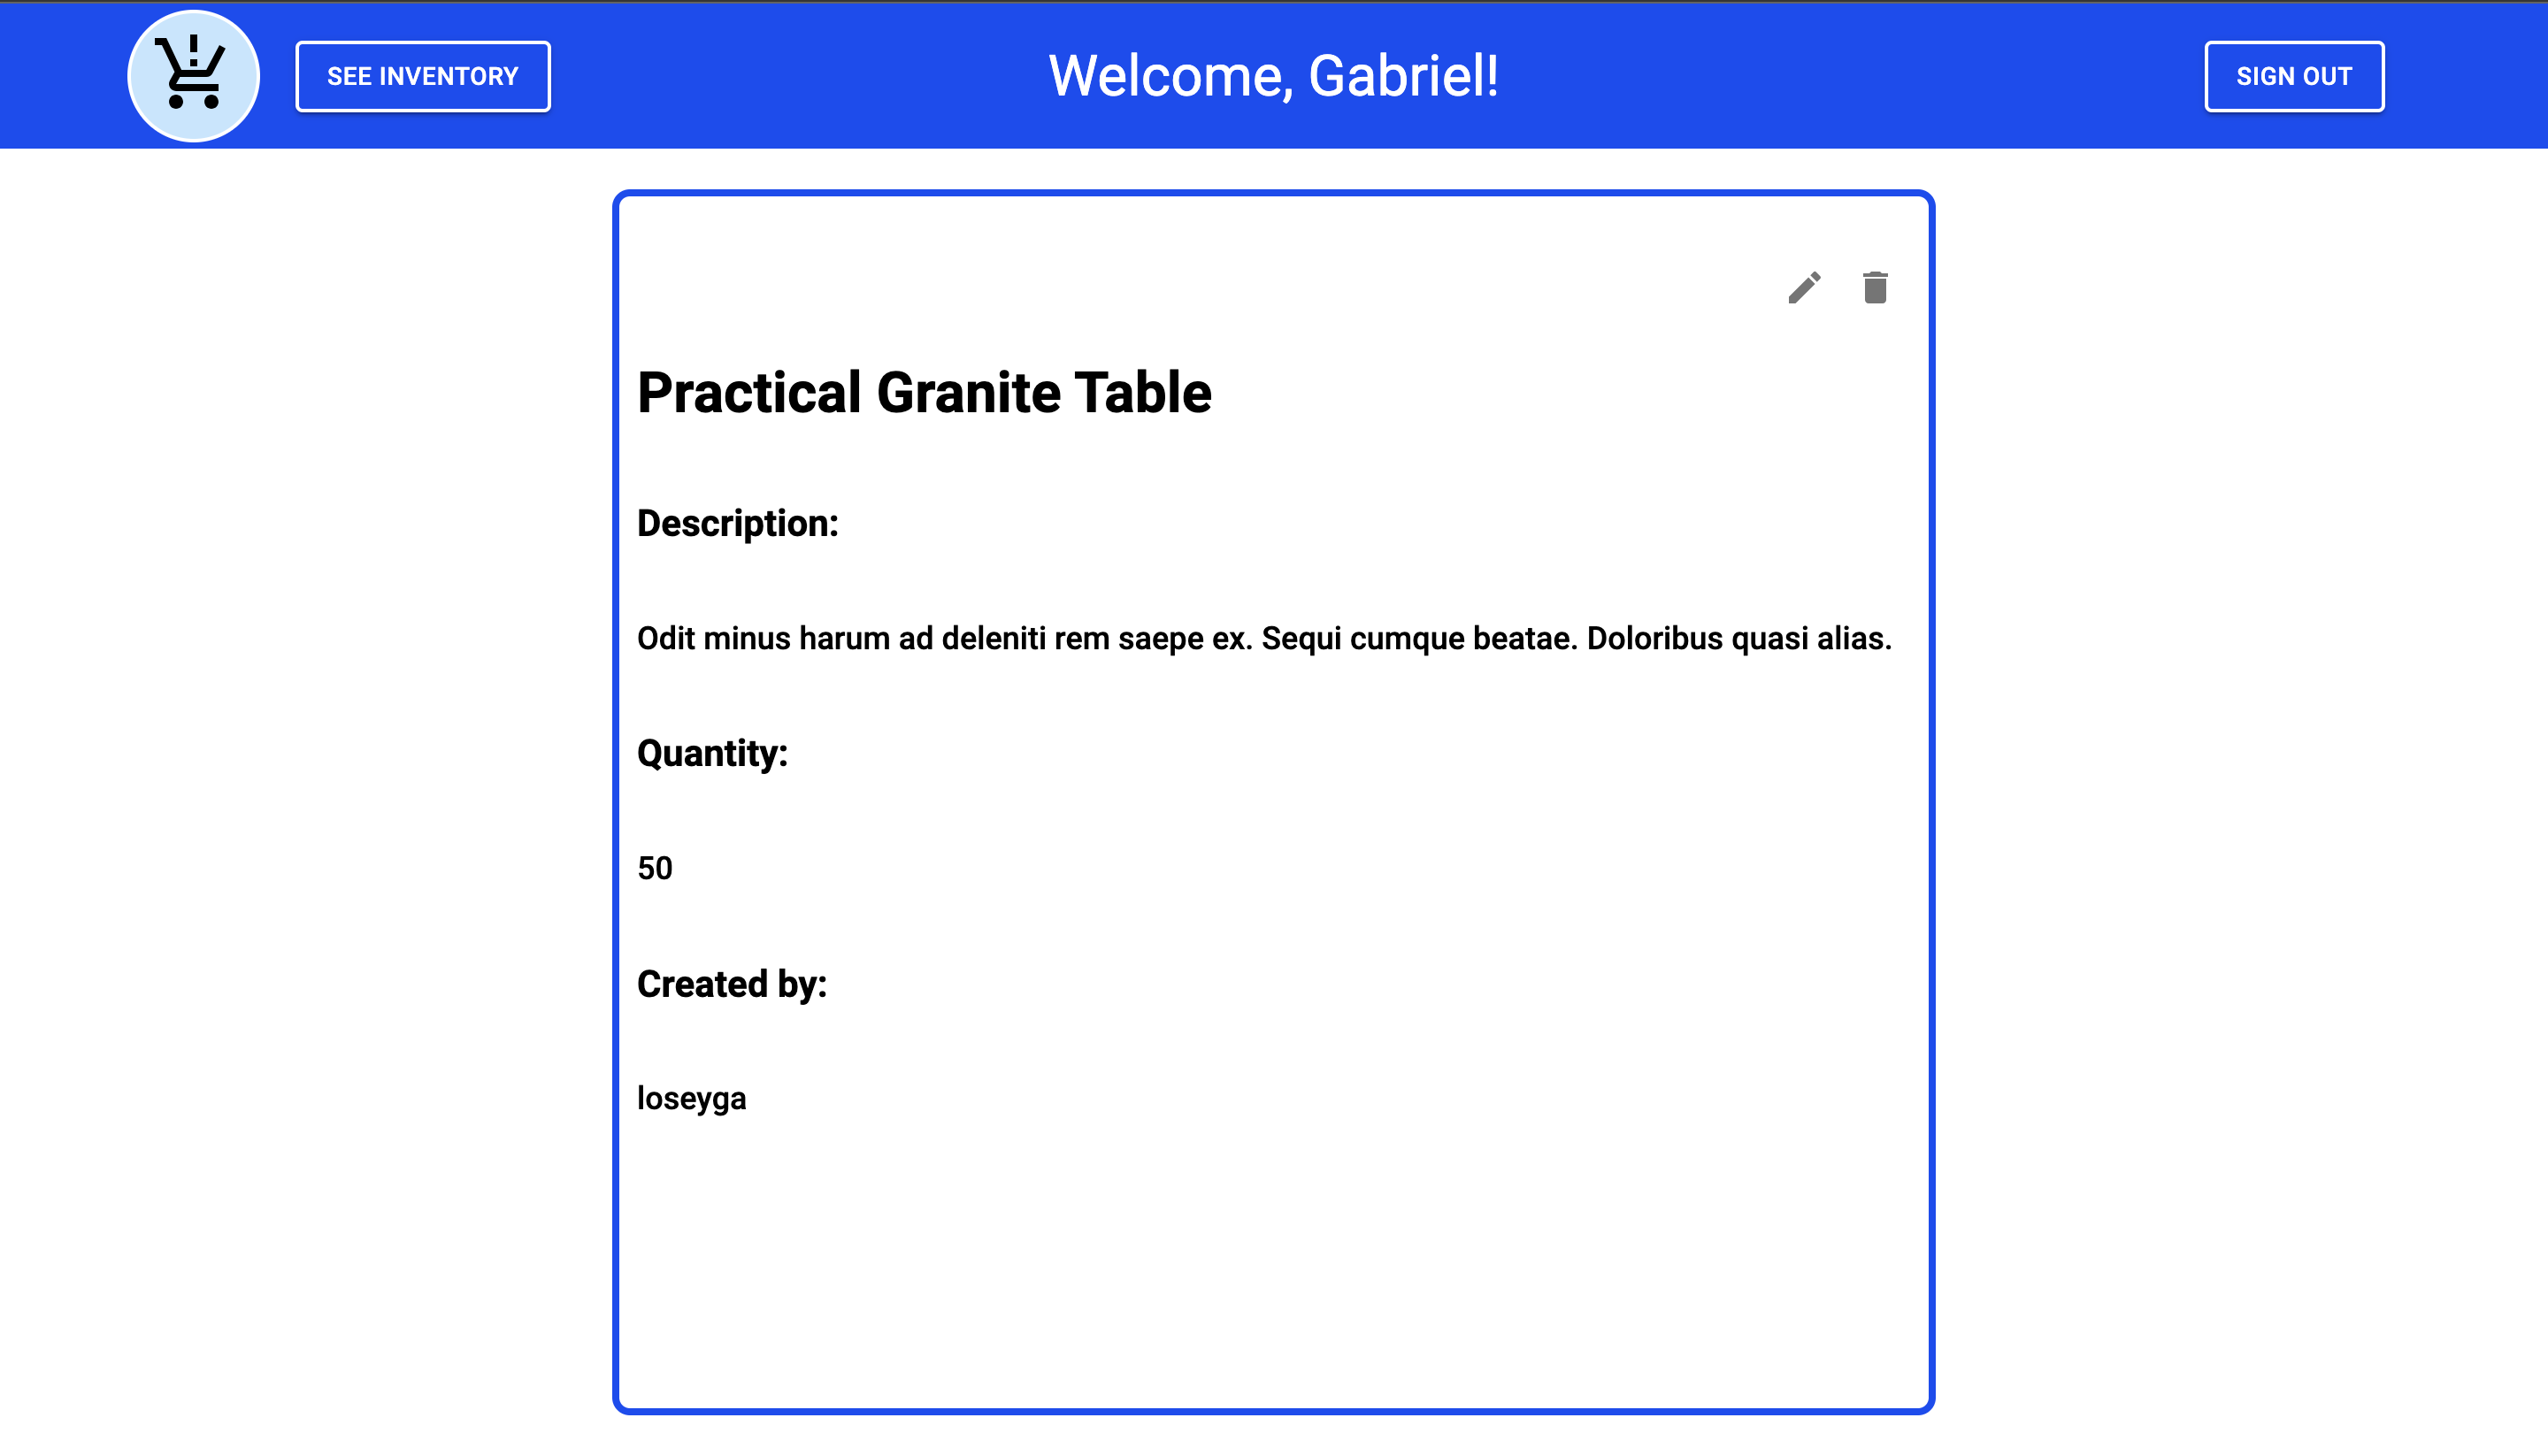 SEE INVENTORY
Welcome, Gabriel!
SIGN OUT
Practical Granite Table
Description:
Odit minus harum ad deleniti rem saepe ex. Sequi cumque beatae. Doloribus quasi alias.
Quantity:
50
Created by:
loseyga